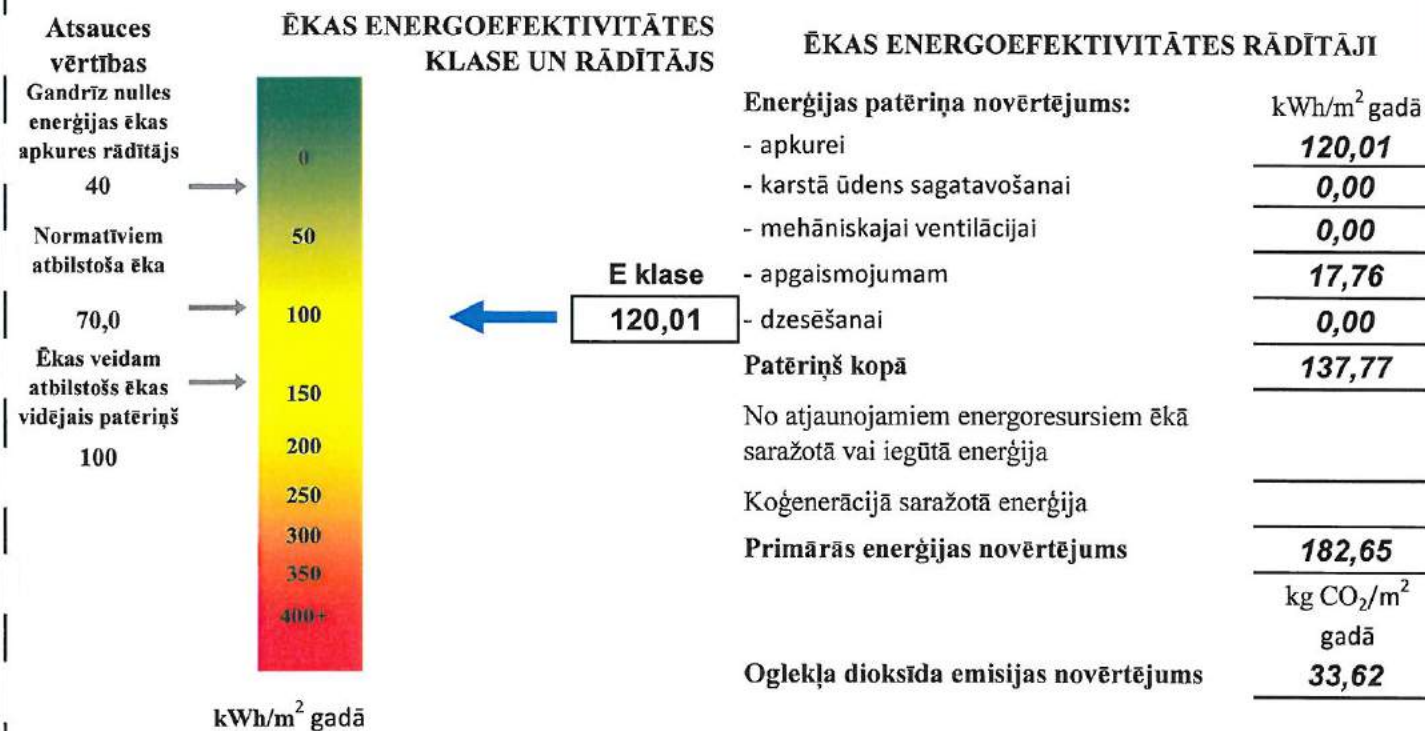 Atsauces
vērtības
Gandrīz nulles
enerģijas ēkas
apkures rādītājs
40
Normatīviem
atbilstoša ēka
70,0
Ēkas veidam
atbilstošs ēkas
vidējais patēriņš
100
ĒKAS ENERGOEFEKTIVITĀTES
KLASE UN RĀDĪTĀJS
0
50
100
150
200
250
300
350
400+
kWh/m² gadā
E klase
120,01
ĒKAS ENERGOEFEKTIVITĀTES RĀDĪTĀJI
Enerģijas patēriņa novērtējums: kWh/m² gadā
- apkurei 120,01
- karstā ūdens sagatavošanai 0,00
- mehāniskajai ventilācijai 0,00
- apgaismojumam 17,76
- dzesēšanai 0,00
Patēriņš kopā 137,77
No atjaunojamiem energoresursiem ēkā
saražotā vai iegūtā enerģija
Koģenerācijā saražotā enerģija
Primārās enerģijas novērtējums 182,65
kg CO₂/m²
gadā
Oglekļa dioksīda emisijas novērtējums 33,62